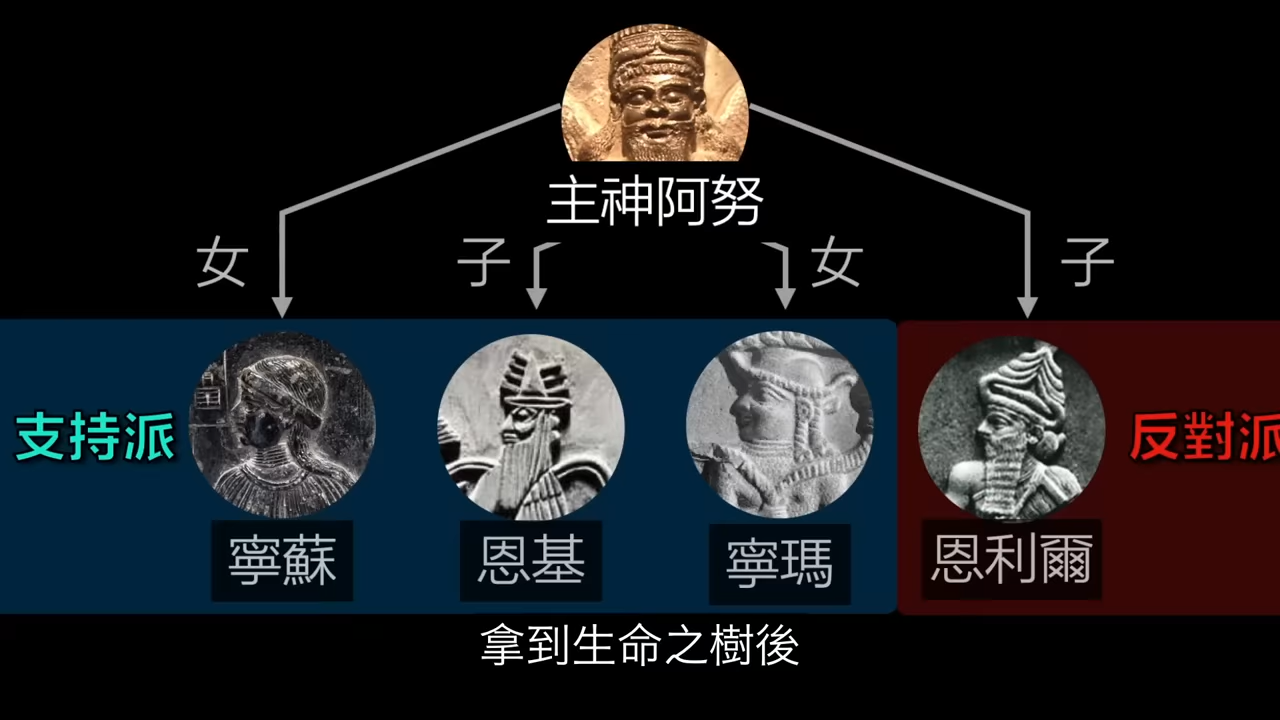 主神阿努
女
子
女
子
支持派
反對派
寧蘇
恩基
寧瑪
恩利爾
拿到生命之樹後